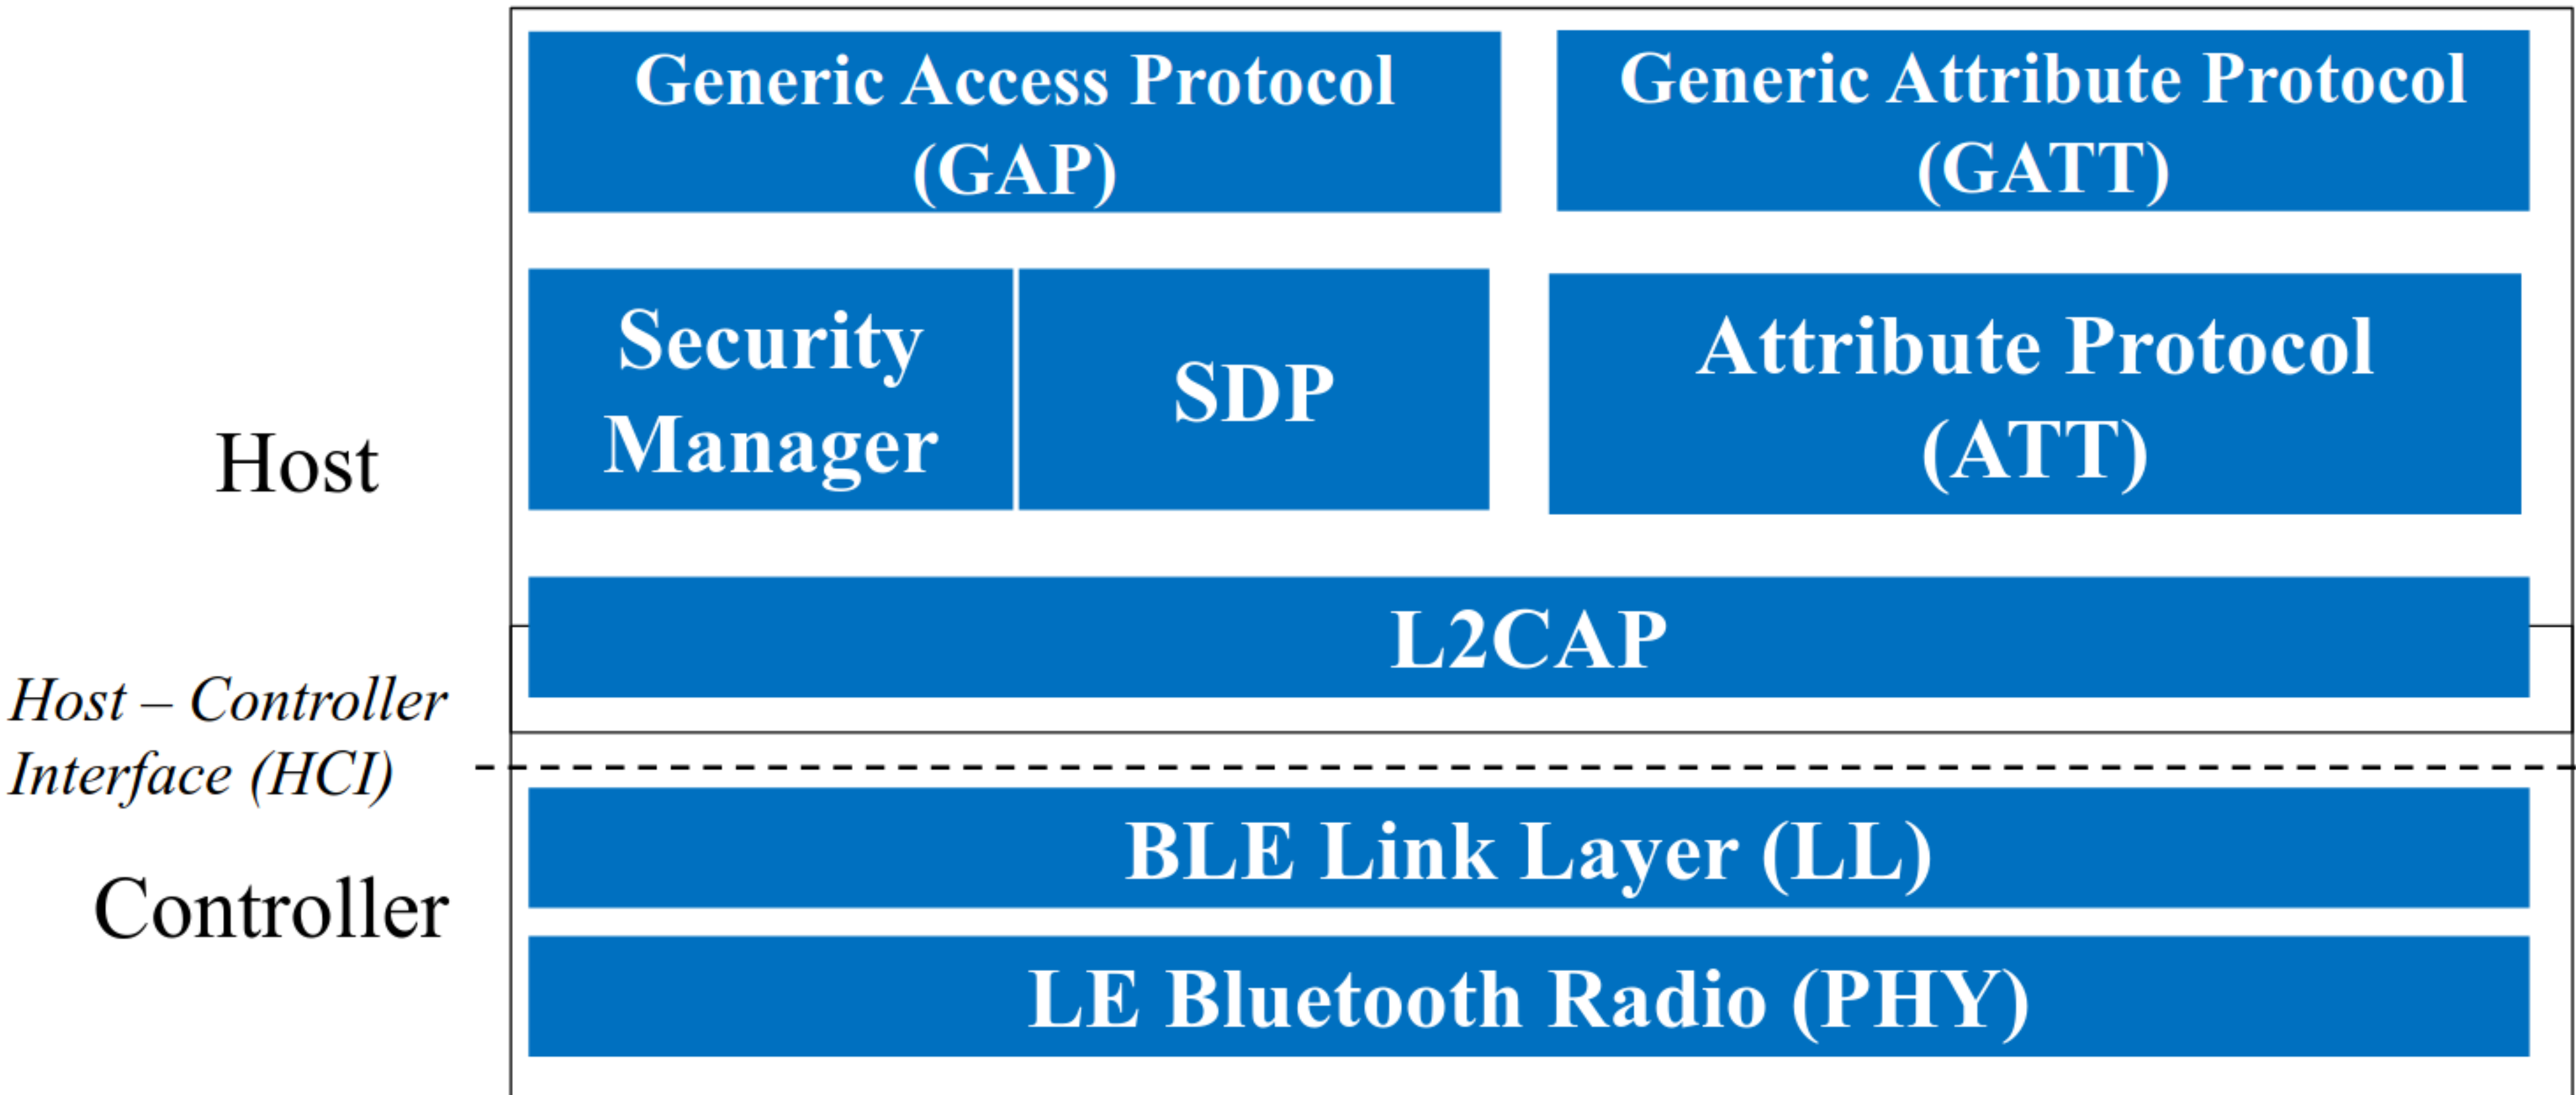 Generic Access Protocol
(GAP)
Generic Attribute Protocol
(GATT)
Security
Manager
SDP
Attribute Protocol
(ATT)
Host
L2CAP
Host – Controller
Interface (HCI)
BLE Link Layer (LL)
Controller
LE Bluetooth Radio (PHY)